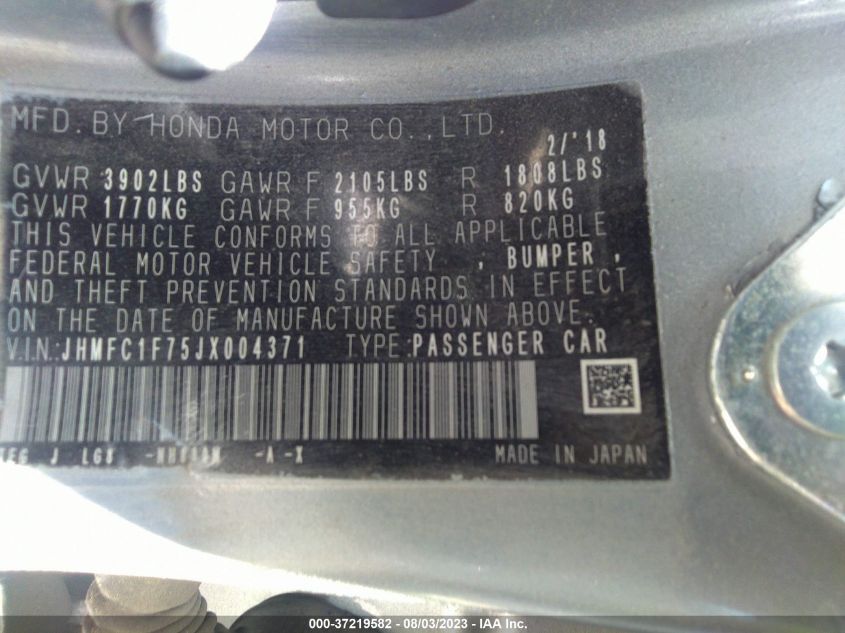 MFD. BY HONDA MOTOR CO., LTD. 2/'18
GVWR 3902LBS GAWR F 2105LBS R 1808LBS
GVWR 1770KG GAWR F 955KG R 820KG
THIS VEHICLE CONFORMS TO ALL APPLICABLE
FEDERAL MOTOR VEHICLE SAFETY , BUMPER ,
AND THEFT PREVENTION STANDARDS IN EFFECT
ON THE DATE OF MANUFACTURE SHOWN ABOVE.
V.I.N.:JHMFC1F75JX004371 TYPE:PASSENGER CAR
J -A -X MADE IN JAPAN
000-37219582 - 08/03/2023 - IAA Inc.